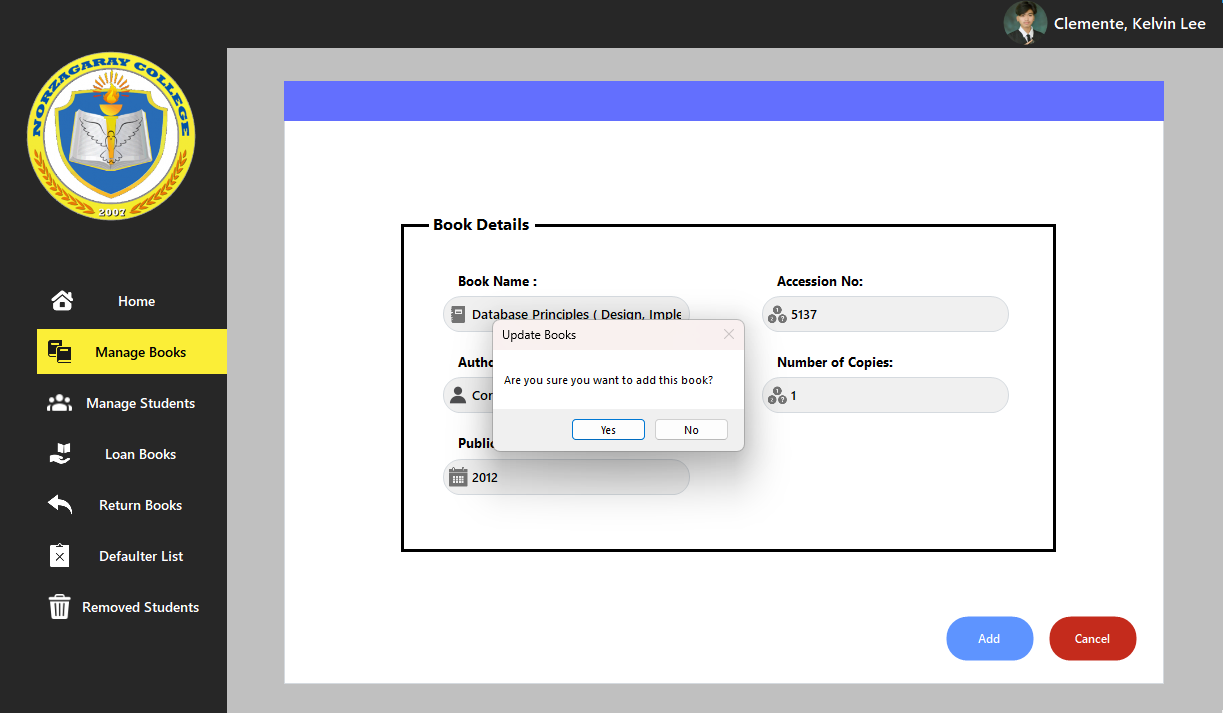 Clemente, Kelvin Lee
NORZAGARAY COLLEGE
2007
Home
Manage Books
Manage Students
Loan Books
Return Books
Defaulter List
Removed Students
Book Details
Book Name :
Accession No:
Database Principles ( Design, Imple
5137
Update Books
Are you sure you want to add this book?
Yes
No
Number of Copies:
1
2012
Add
Cancel